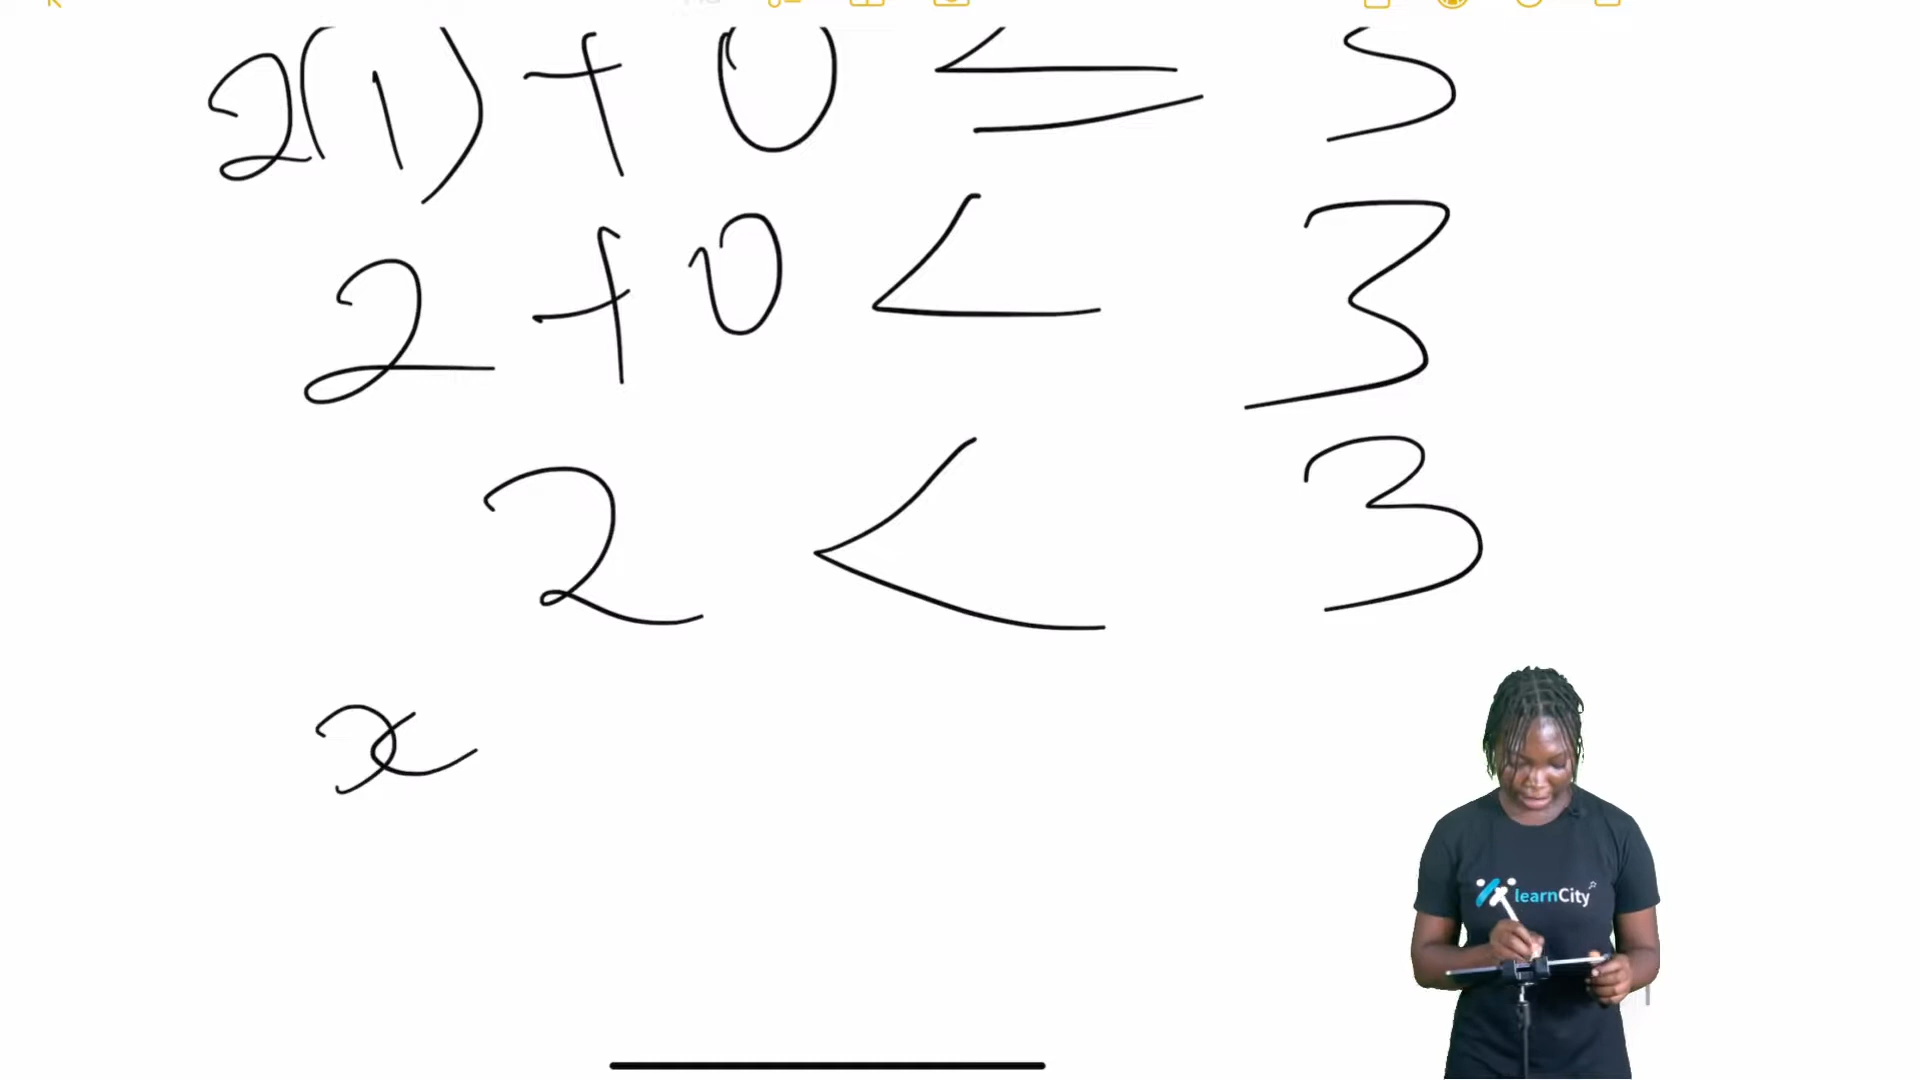 2(1) + 0 ≤ 3
2 + 0 < 3
2 < 3
x
learnCity